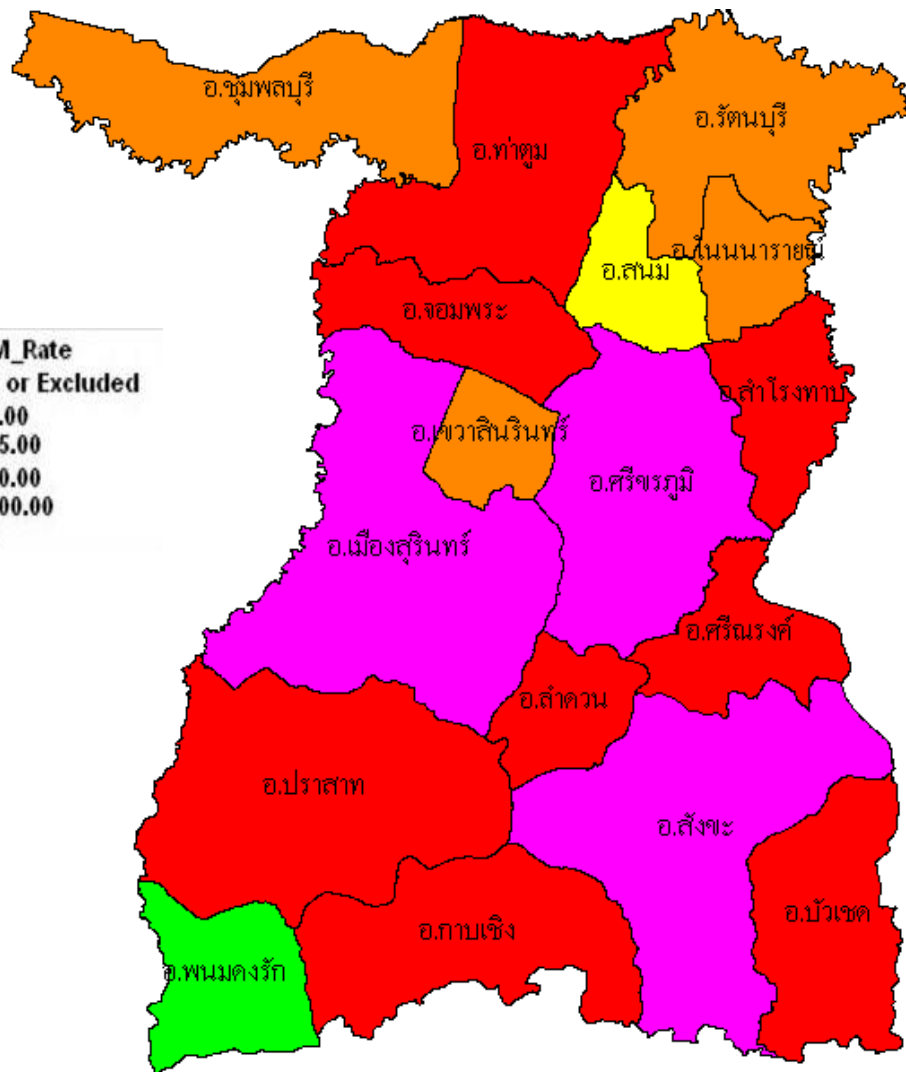 อ.ชุมพลบุรี
อ.รัตนบุรี
อ.ท่าตูม
อ.โนนนารายณ์
อ.สนม
อ.จอมพระ
M_Rate
or Excluded
.00
5.00
0.00
00.00
อ.สำโรงทาบ
อ.เขวาสินรินทร์
อ.ศรีขรภูมิ
อ.เมืองสุรินทร์
อ.ศรีณรงค์
อ.ลำดวน
อ.ปราสาท
อ.สังขะ
อ.บัวเชด
อ.กาบเชิง
อ.พนมดงรัก